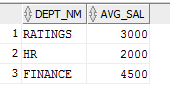 DEPT_NM AVG_SAL
1 RATINGS 3000
2 HR 2000
3 FINANCE 4500